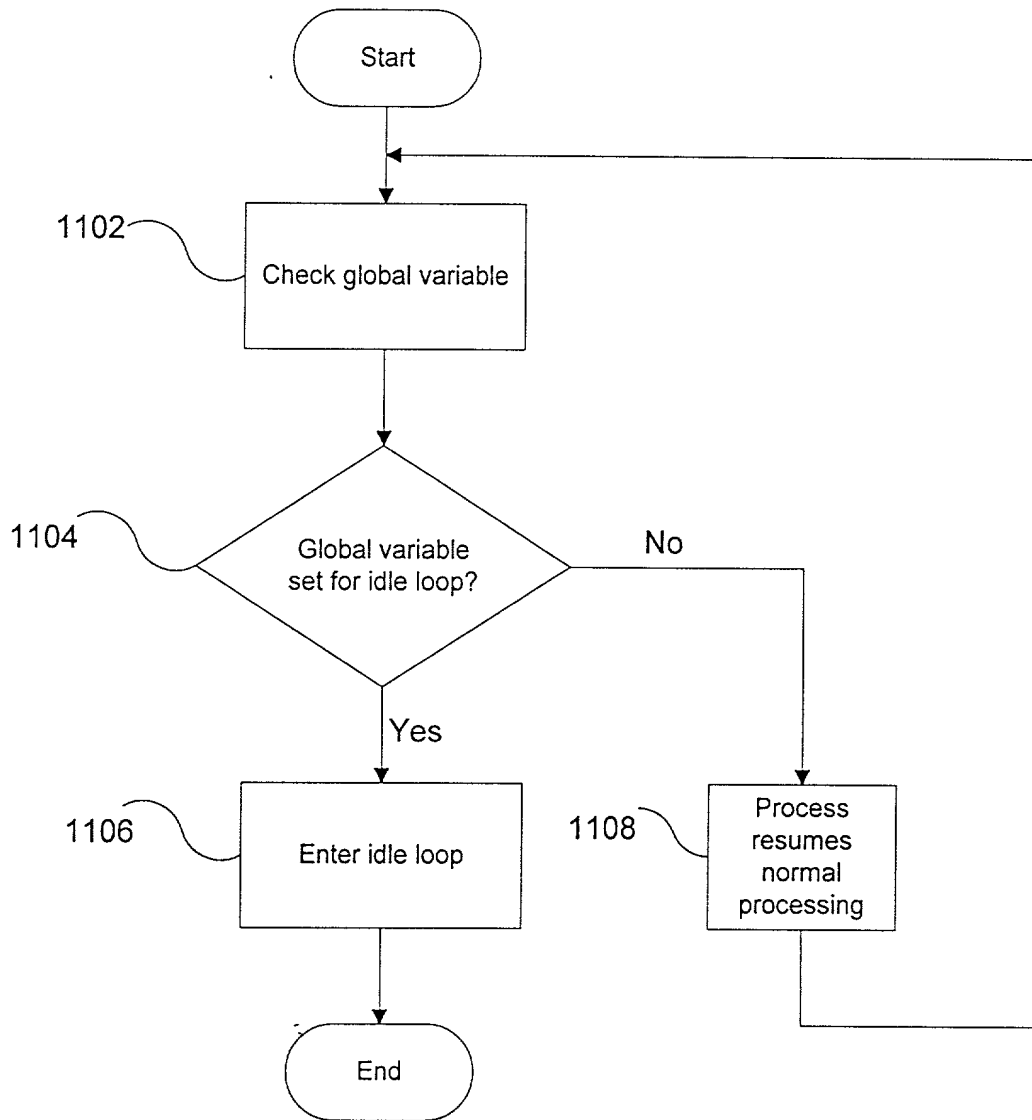 Start
1102
Check global variable
1104
Global variable
set for idle loop?
No
Yes
1106
Enter idle loop
1108
Process
resumes
normal
processing
End